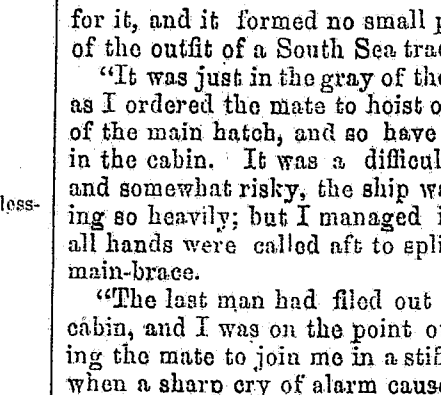 for it, and it formed no small
of the outfit of a South Sea trad
"It was just in the gray of the
as I ordered the mate to hoist o
of the main hatch, and so have
in the cabin. It was a difficul
and somewhat risky, the ship w
less-
ing so heavily; but I managed
all hands were called aft to spli
main-brace.
"The last man had filed out
cabin, and I was on the point o
ing the mate to join me in a stif
when a sharp cry of alarm cause